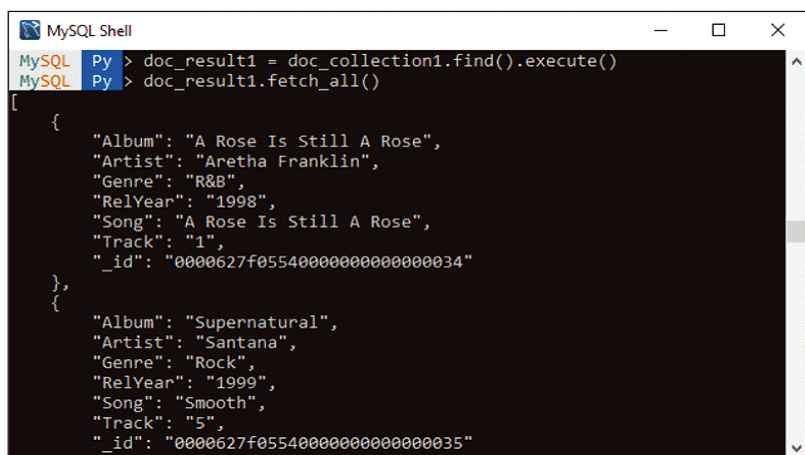 MySQL Shell
MySQL Py > doc_result1 = doc_collection1.find().execute()
MySQL Py > doc_result1.fetch_all()
[
    {
        "Album": "A Rose Is Still A Rose",
        "Artist": "Aretha Franklin",
        "Genre": "R&B",
        "RelYear": "1998",
        "Song": "A Rose Is Still A Rose",
        "Track": "1",
        "_id": "0000627f05540000000000000034"
    },
    {
        "Album": "Supernatural",
        "Artist": "Santana",
        "Genre": "Rock",
        "RelYear": "1999",
        "Song": "Smooth",
        "Track": "5",
        "_id": "0000627f05540000000000000035"